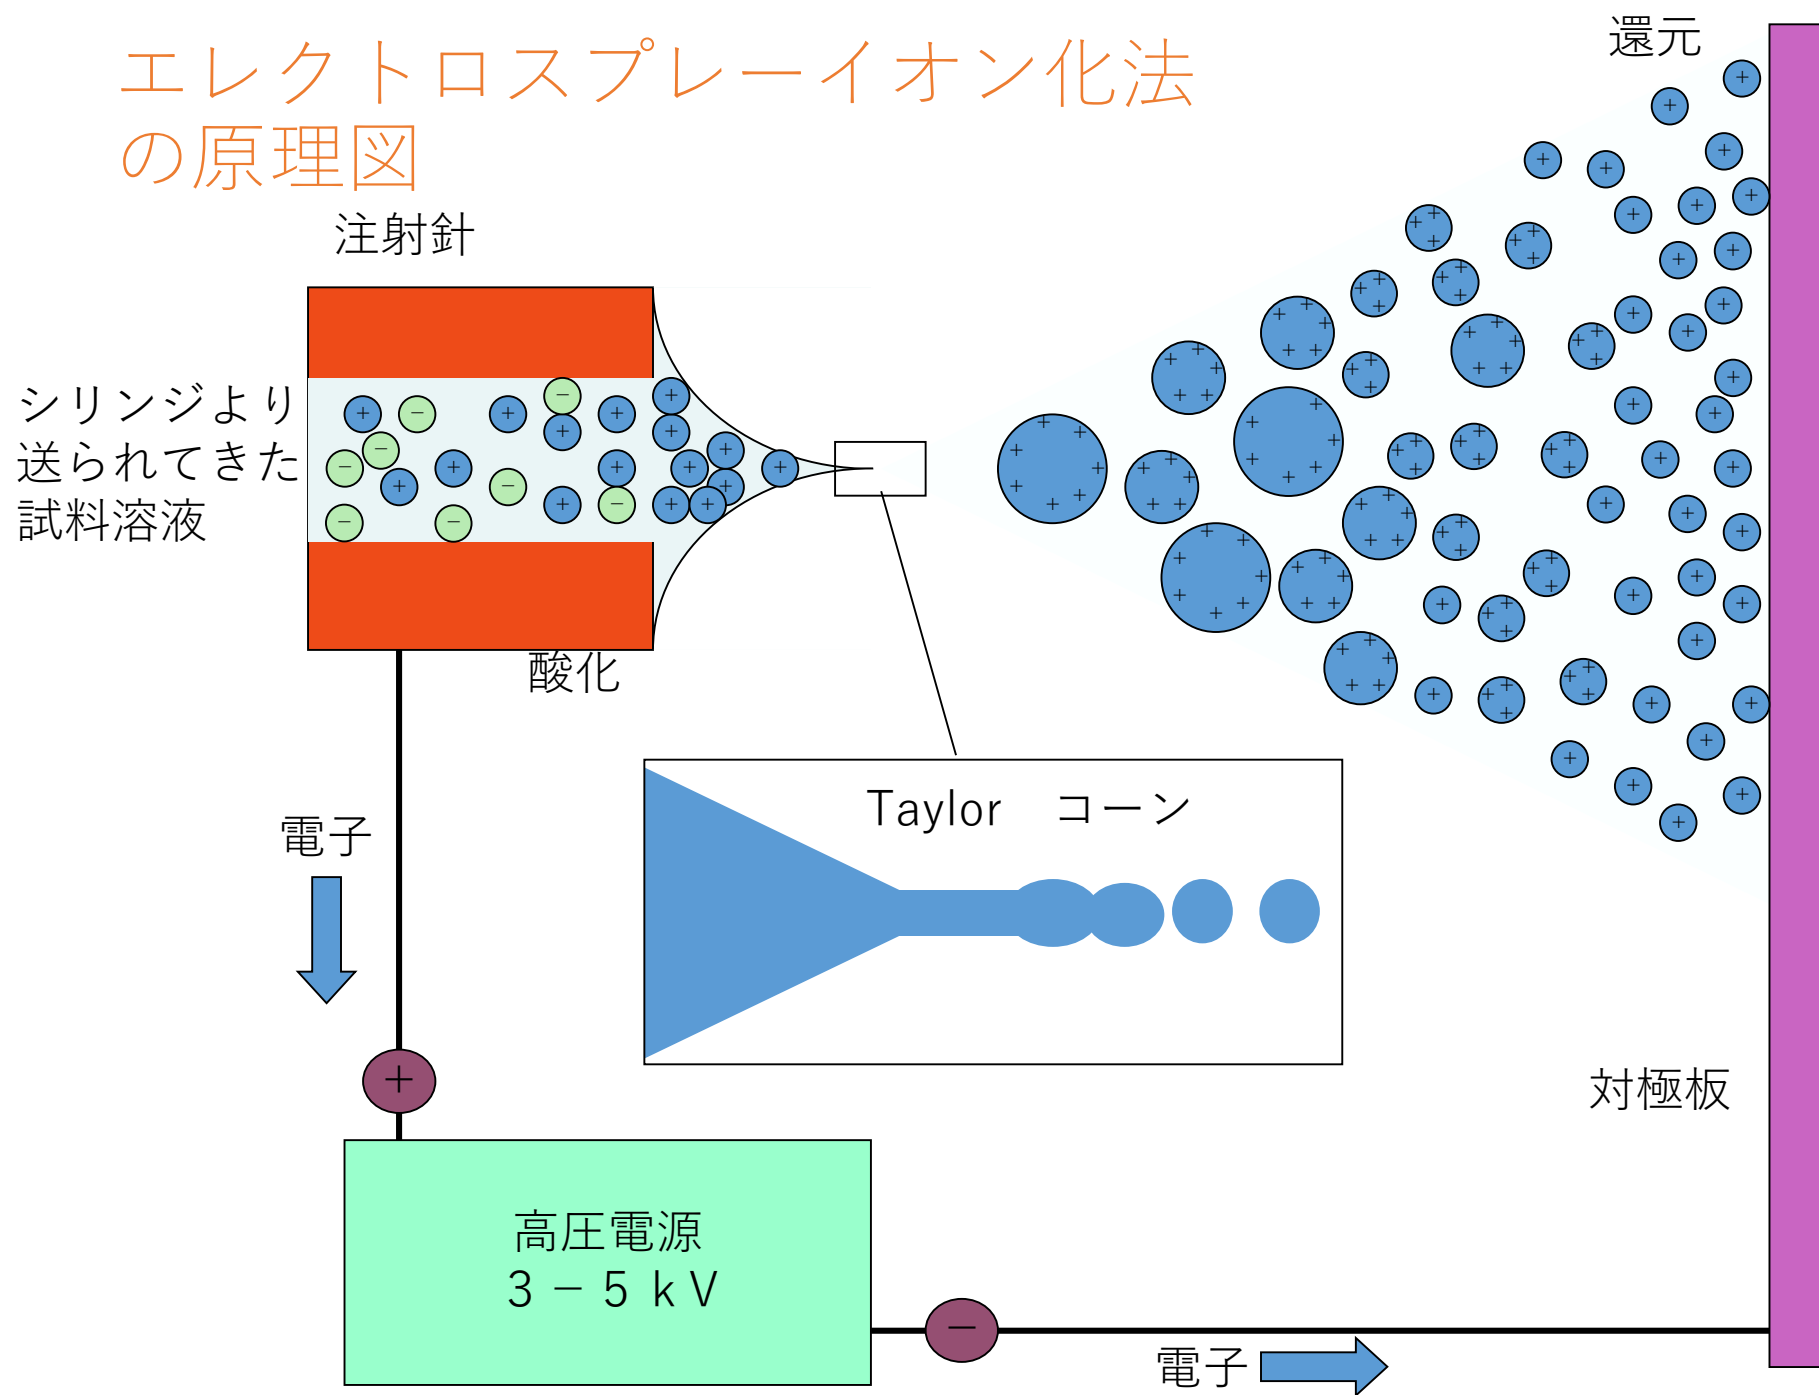 エレクトロスプレーイオン化法
の原理図
還元
注射針
シリンジより
送られてきた
試料溶液
酸化
Taylor　コーン
電子
対極板
高圧電源
３－５ｋＶ
電子